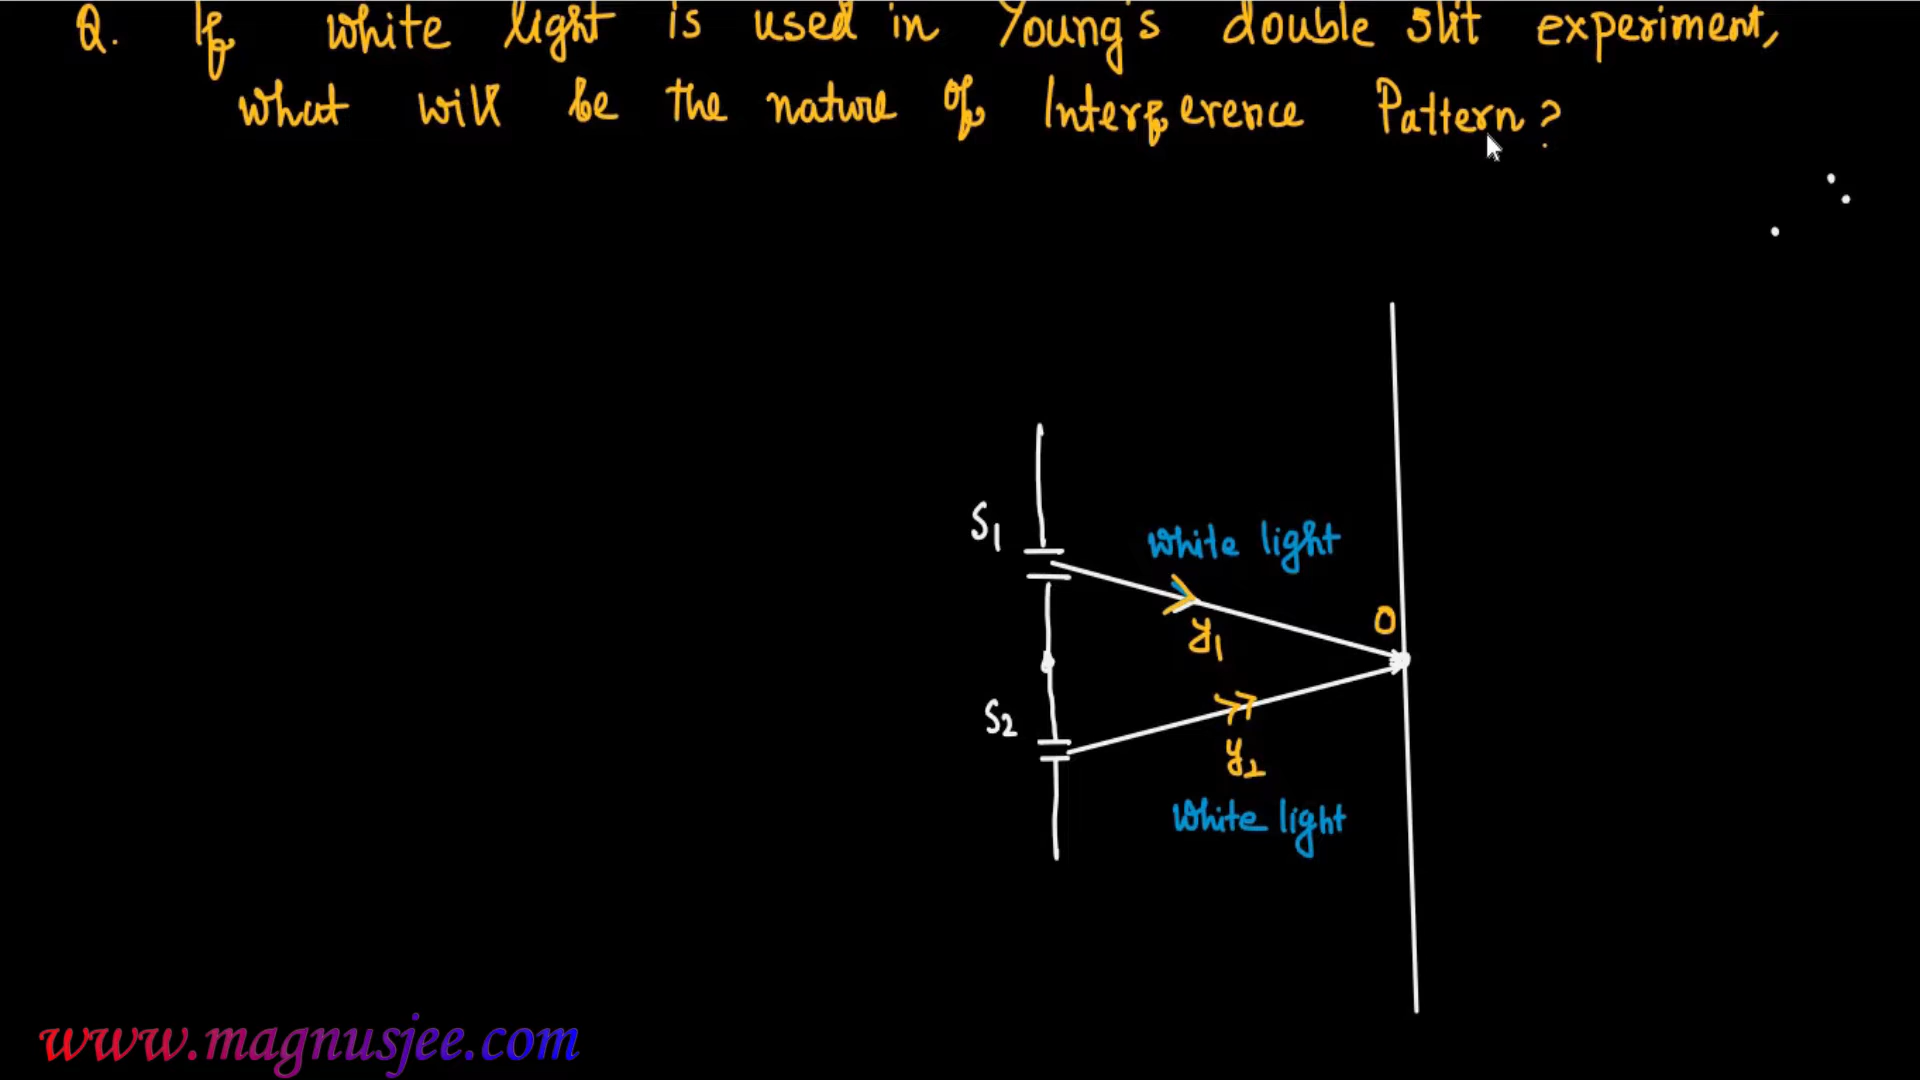 Q. If white light is used in Young's double slit experiment,
what will be the nature of Interference Pattern?
S1
white light
y1
O
S2
y2
White light
www.magnusjee.com